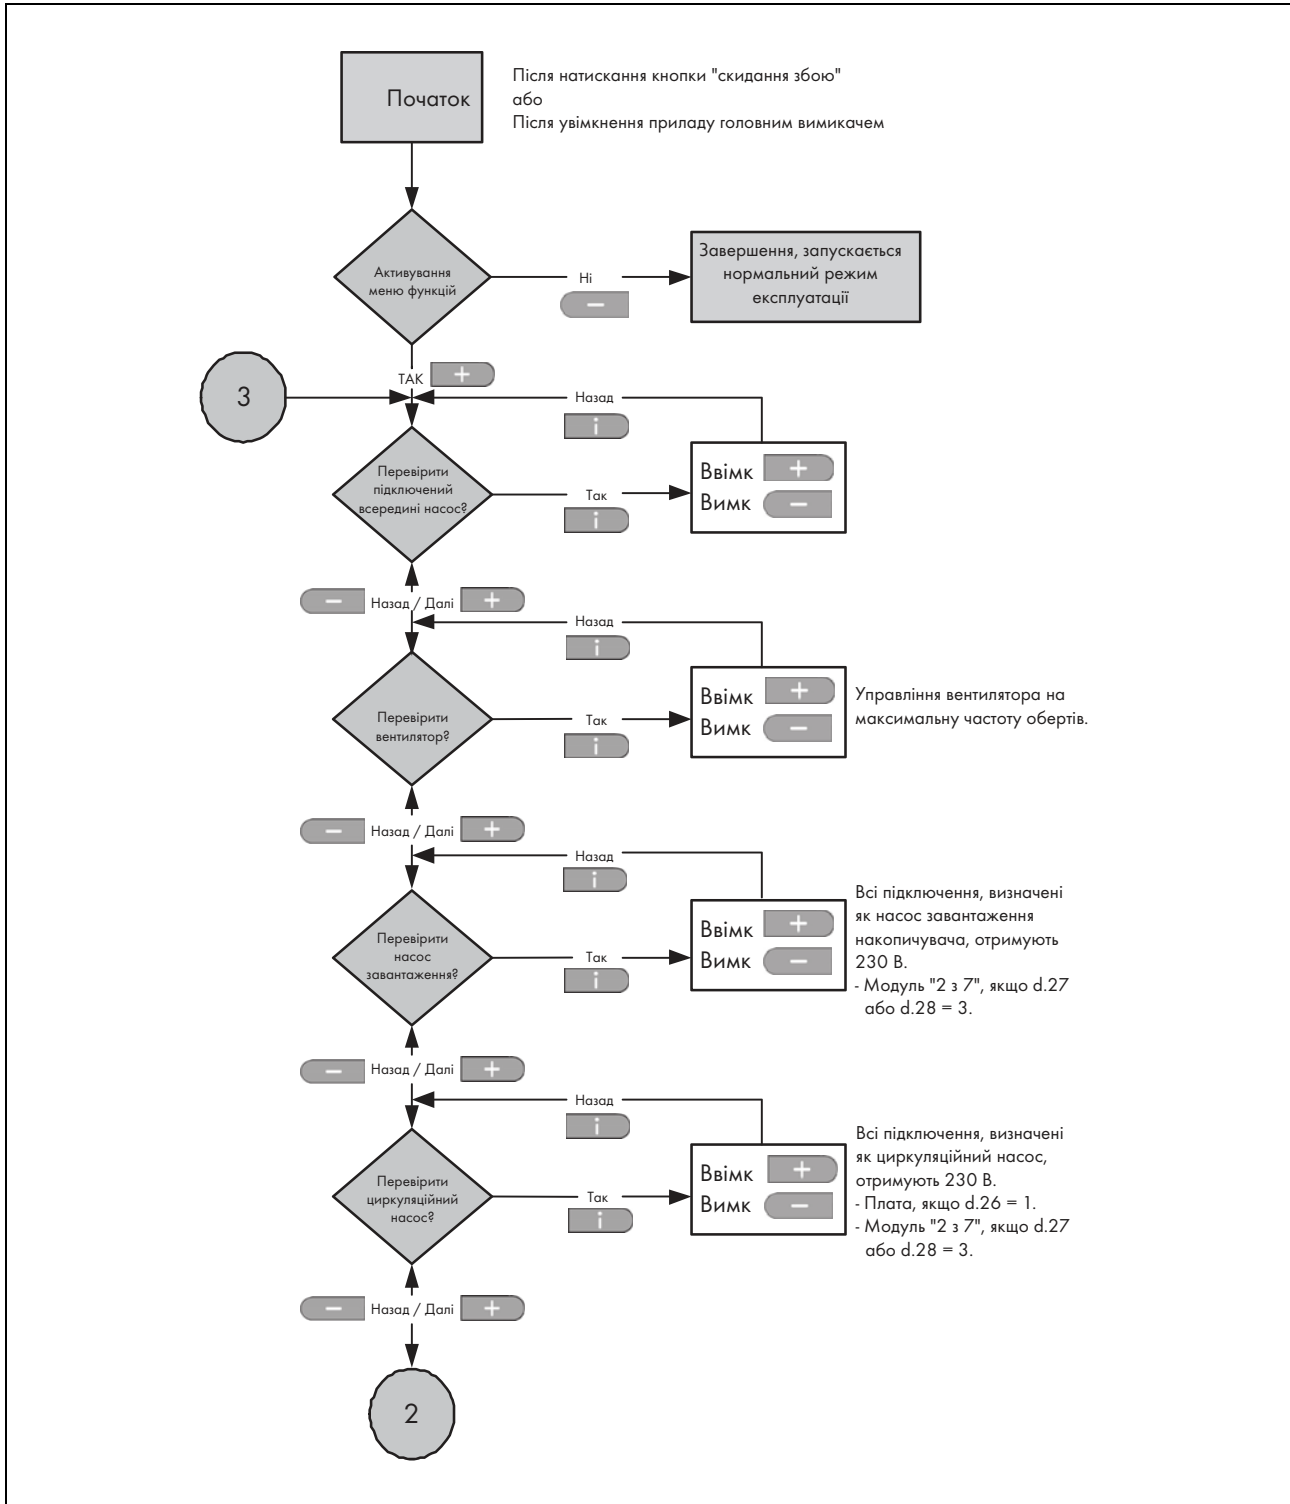 Початок
Після натискання кнопки "скидання збою"
або
Після увімкнення приладу головним вимикачем
Активування
меню функцій
Ні
−
Завершення, запускається
нормальний режим
експлуатації
ТАК +
3
Назад
i
Перевірити
підключений
всередині насос?
Так
i
Ввімк +
Вимк −
− Назад / Далі +
Назад
i
Перевірити
вентилятор?
Так
i
Ввімк +
Вимк −
Управління вентилятора на
максимальну частоту обертів.
− Назад / Далі +
Назад
i
Перевірити
насос
завантаження?
Так
i
Ввімк +
Вимк −
Всі підключення, визначені
як насос завантаження
накопичувача, отримують
230 В.
- Модуль "2 з 7", якщо d.27
або d.28 = 3.
− Назад / Далі +
Назад
i
Перевірити
циркуляційний
насос?
Так
i
Ввімк +
Вимк −
Всі підключення, визначені
як циркуляційний насос,
отримують 230 В.
- Плата, якщо d.26 = 1.
- Модуль "2 з 7", якщо d.27
або d.28 = 3.
− Назад / Далі +
2